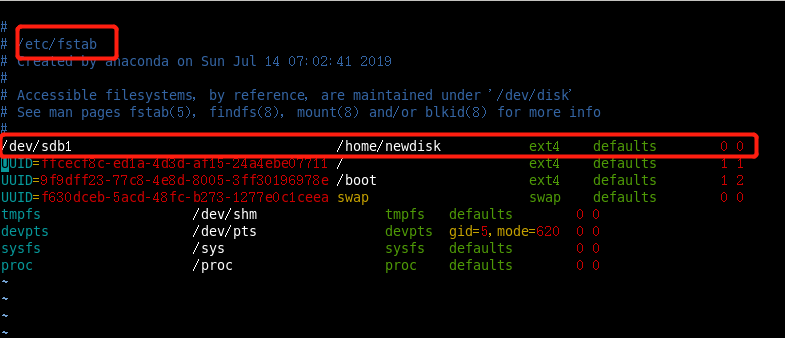 #
# /etc/fstab
# Created by anaconda on Sun Jul 14 07:02:41 2019
#
# Accessible filesystems, by reference, are maintained under '/dev/disk'
# See man pages fstab(5), findfs(8), mount(8) and/or blkid(8) for more info
#
/dev/sdb1 /home/newdisk ext4 defaults 0 0
UUID=ffcecf8c-ed1a-4d3d-af15-24a4ebe07711 / ext4 defaults 1 1
UUID=9f9dff23-77c8-4e8d-8005-3ff30196978e /boot ext4 defaults 1 2
UUID=f630dceb-5acd-48fc-b273-1277e0c1ceea swap swap defaults 0 0
tmpfs /dev/shm tmpfs defaults 0 0
devpts /dev/pts devpts gid=5,mode=620 0 0
sysfs /sys sysfs defaults 0 0
proc /proc proc defaults 0 0
~
~
~
~